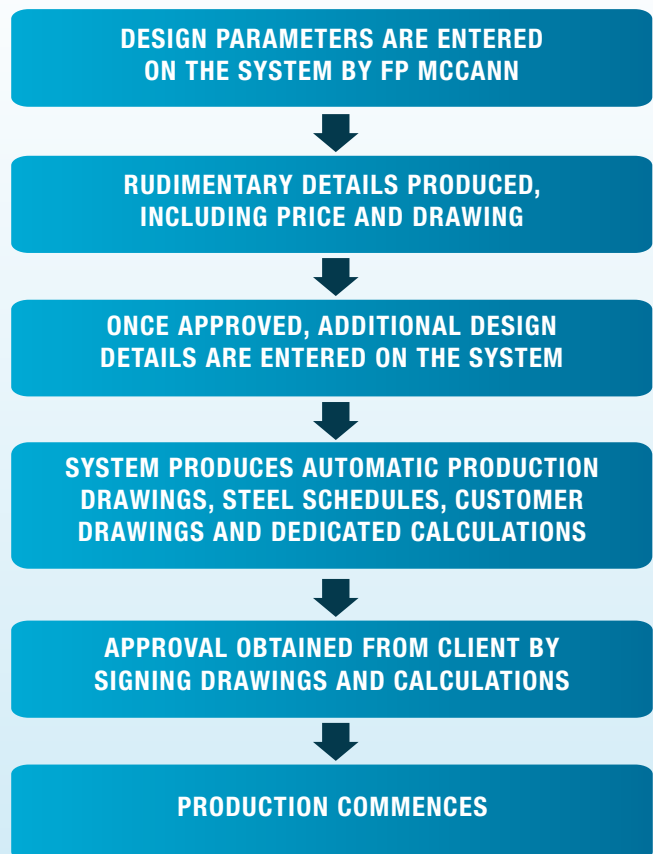 DESIGN PARAMETERS ARE ENTERED
ON THE SYSTEM BY FP MCCANN
RUDIMENTARY DETAILS PRODUCED,
INCLUDING PRICE AND DRAWING
ONCE APPROVED, ADDITIONAL DESIGN
DETAILS ARE ENTERED ON THE SYSTEM
SYSTEM PRODUCES AUTOMATIC PRODUCTION
DRAWINGS, STEEL SCHEDULES, CUSTOMER
DRAWINGS AND DEDICATED CALCULATIONS
APPROVAL OBTAINED FROM CLIENT BY
SIGNING DRAWINGS AND CALCULATIONS
PRODUCTION COMMENCES